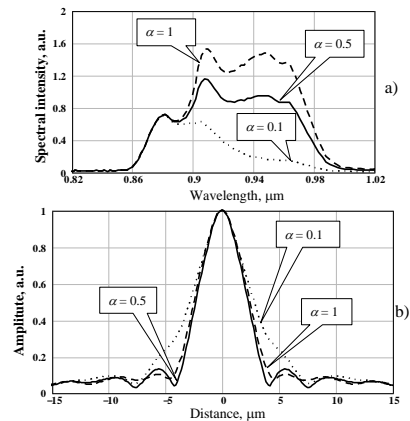 α = 1
α = 0.5
α = 0.1
a)
Spectral intensity, a.u.
1.6
1.2
0.8
0.4
0
0.82
0.86
0.9
0.94
0.98
1.02
Wavelength, μm
α = 0.1
α = 0.5
α = 1
b)
Amplitude, a.u.
1
0.8
0.6
0.4
0.2
0
−15
−10
−5
0
5
10
15
Distance, μm